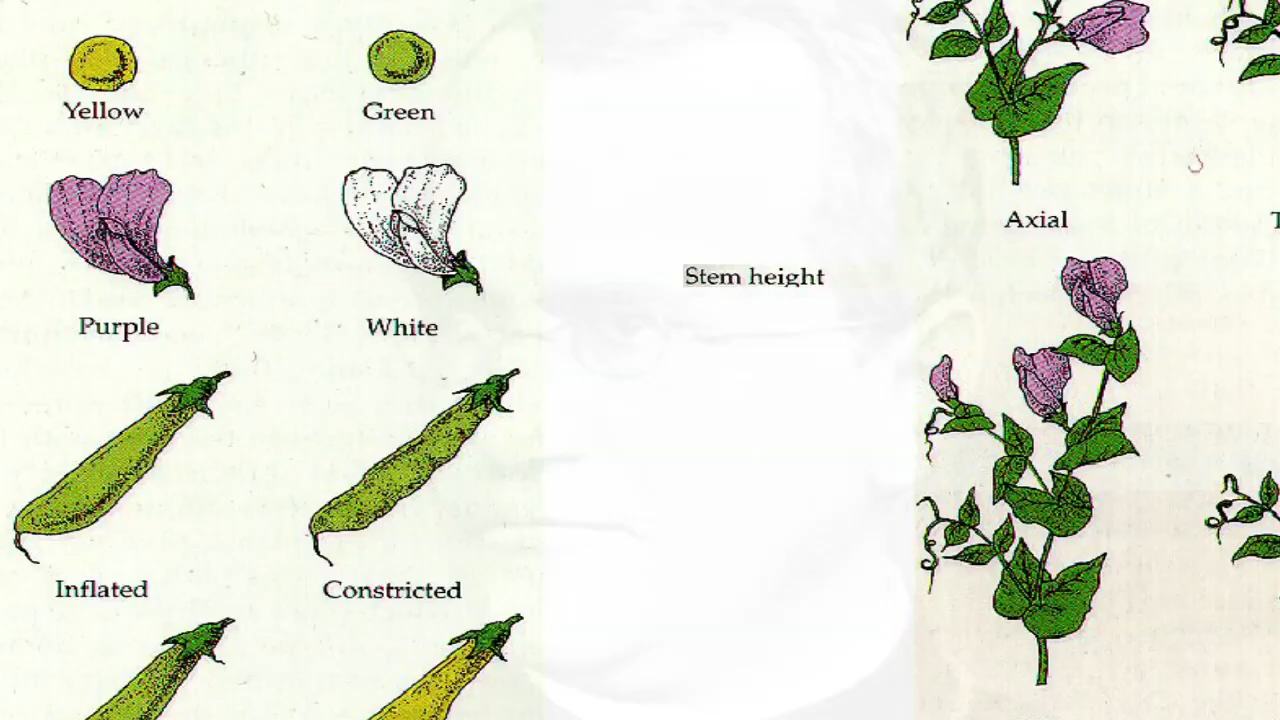 Yellow
Green
Axial
Purple
White
Stem height
Inflated
Constricted